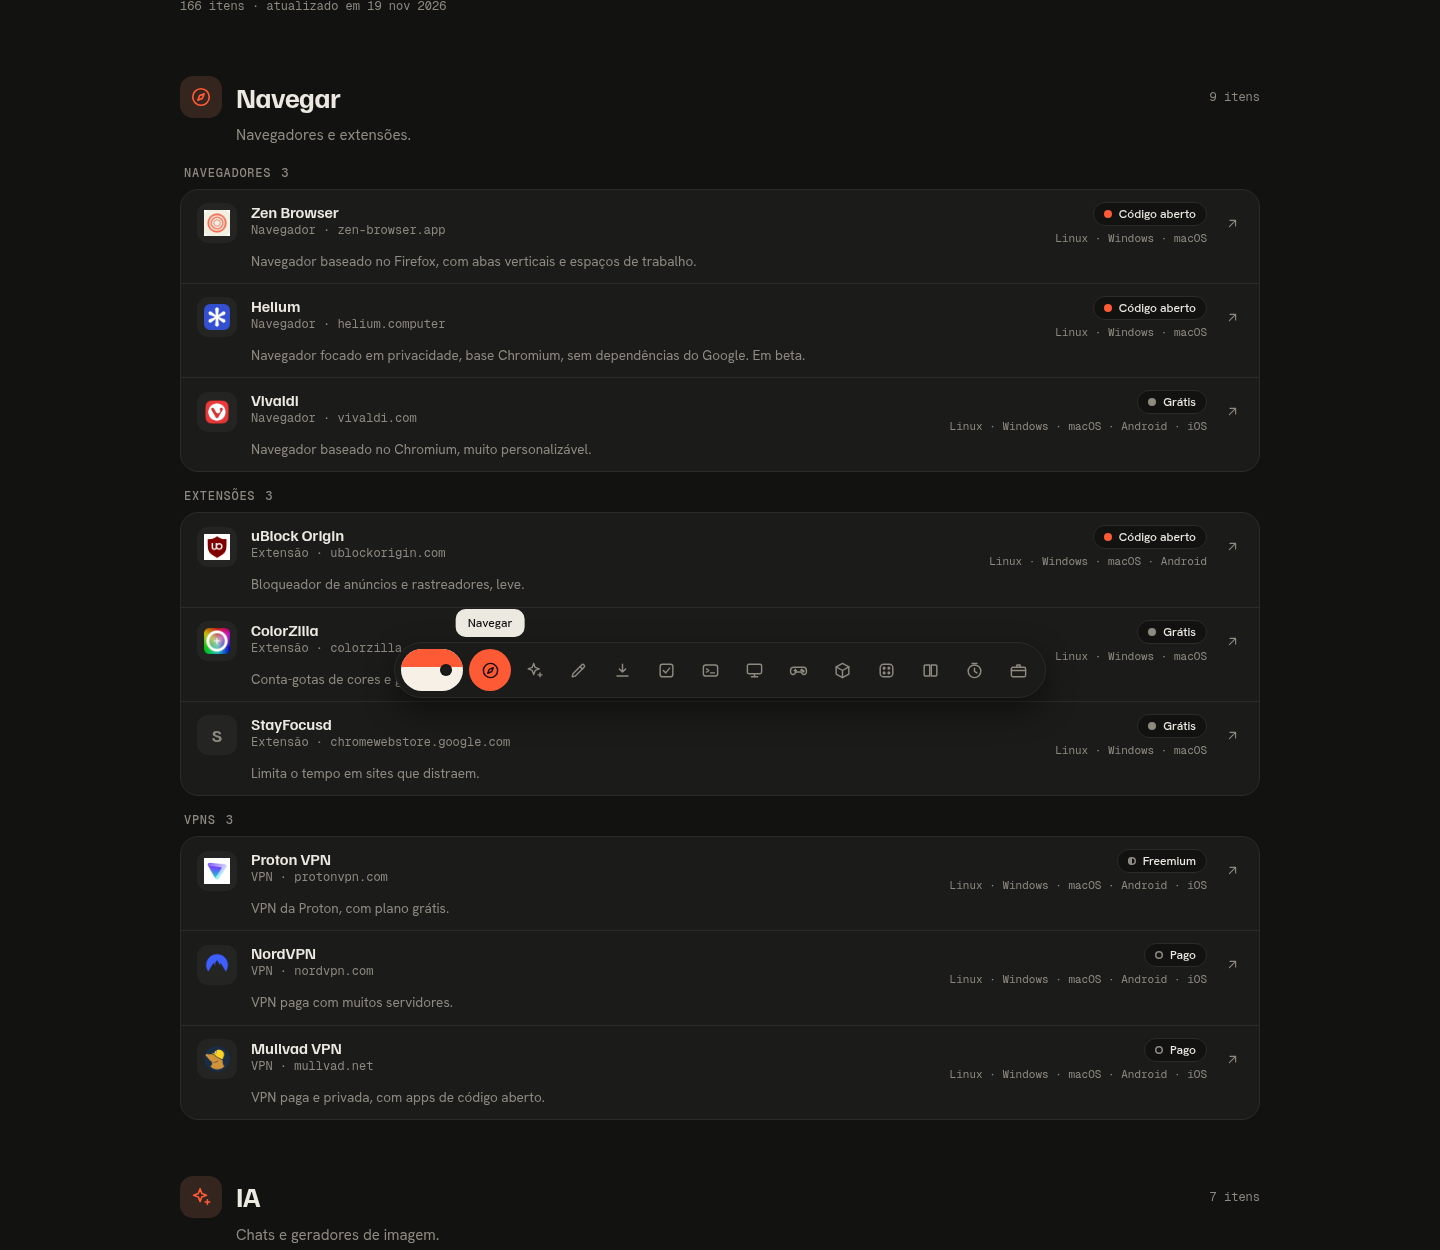 166 itens · atualizado em 19 nov 2026
Navegar
9 itens
Navegadores e extensões.
NAVEGADORES 3
Zen Browser
Código aberto
Navegador · zen-browser.app
Linux · Windows · macOS
Navegador baseado no Firefox, com abas verticais e espaços de trabalho.
Helium
Código aberto
Navegador · helium.computer
Linux · Windows · macOS
Navegador focado em privacidade, base Chromium, sem dependências do Google. Em beta.
Vivaldi
Grátis
Navegador · vivaldi.com
Linux · Windows · macOS · Android · iOS
Navegador baseado no Chromium, muito personalizável.
EXTENSÕES 3
uBlock Origin
Código aberto
Extensão · ublockorigin.com
Linux · Windows · macOS · Android
Bloqueador de anúncios e rastreadores, leve.
Navegar
ColorZilla
Grátis
Extensão · colorzilla
Linux · Windows · macOS
Conta-gotas de cores e
S
StayFocusd
Grátis
Extensão · chromewebstore.google.com
Linux · Windows · macOS
Limita o tempo em sites que distraem.
VPNS 3
Proton VPN
Freemium
VPN · protonvpn.com
Linux · Windows · macOS · Android · iOS
VPN da Proton, com plano grátis.
NordVPN
Pago
VPN · nordvpn.com
Linux · Windows · macOS · Android · iOS
VPN paga com muitos servidores.
Mullvad VPN
Pago
VPN · mullvad.net
Linux · Windows · macOS · Android · iOS
VPN paga e privada, com apps de código aberto.
IA
7 itens
Chats e geradores de imagem.